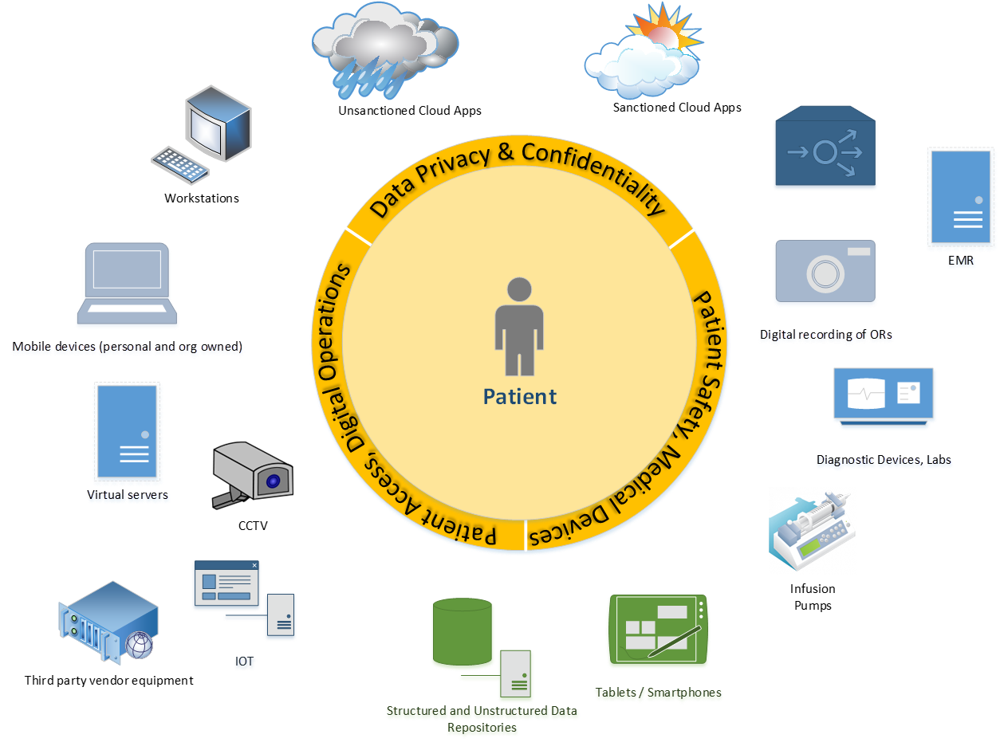 Unsanctioned Cloud Apps
Sanctioned Cloud Apps
Workstations
Data Privacy & Confidentiality
EMR
Mobile devices (personal and org owned)
Digital recording of ORs
Patient Access, Digital Operations
Patient
Patient Safety, Medical Devices
Diagnostic Devices, Labs
Virtual servers
CCTV
Infusion
Pumps
IOT
Third party vendor equipment
Tablets / Smartphones
Structured and Unstructured Data
Repositories